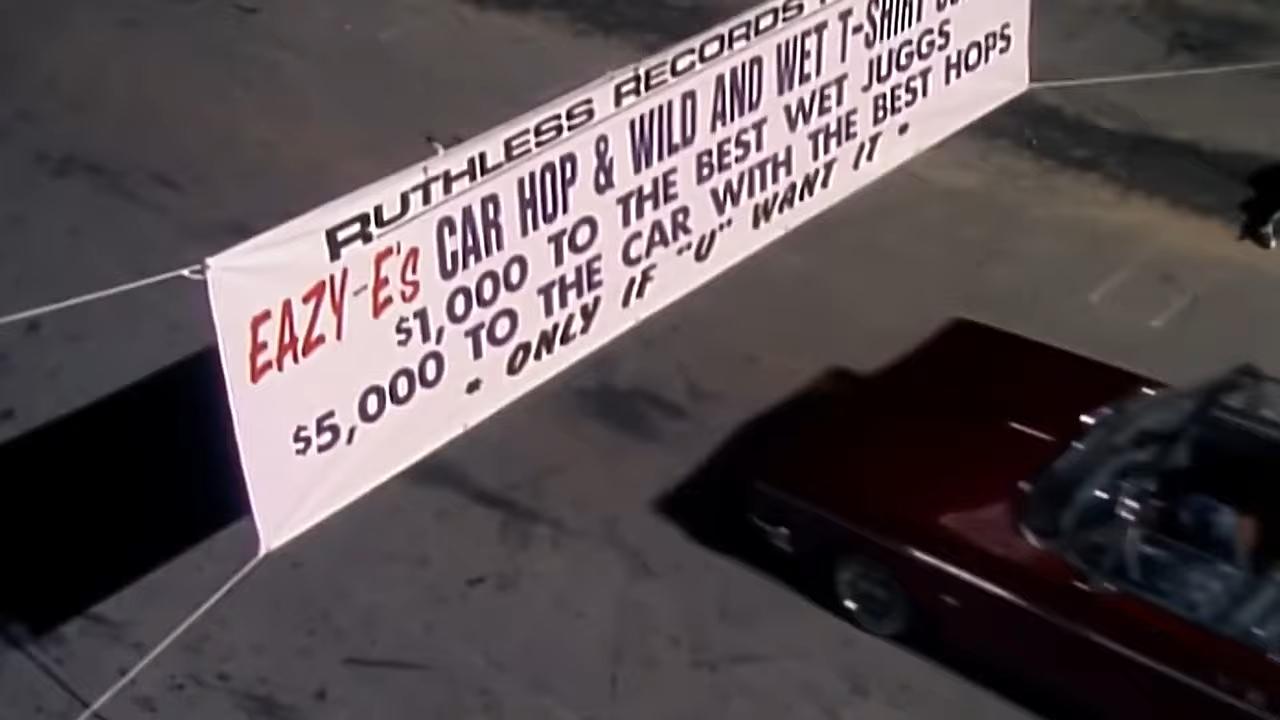 RUTHLESS RECORDS
EAZY-E'S CAR HOP & WILD AND WET T-SHIRT
$1,000 TO THE BEST WET JUGGS
$5,000 TO THE CAR WITH THE BEST HOPS
• ONLY IF "U" WANT IT •